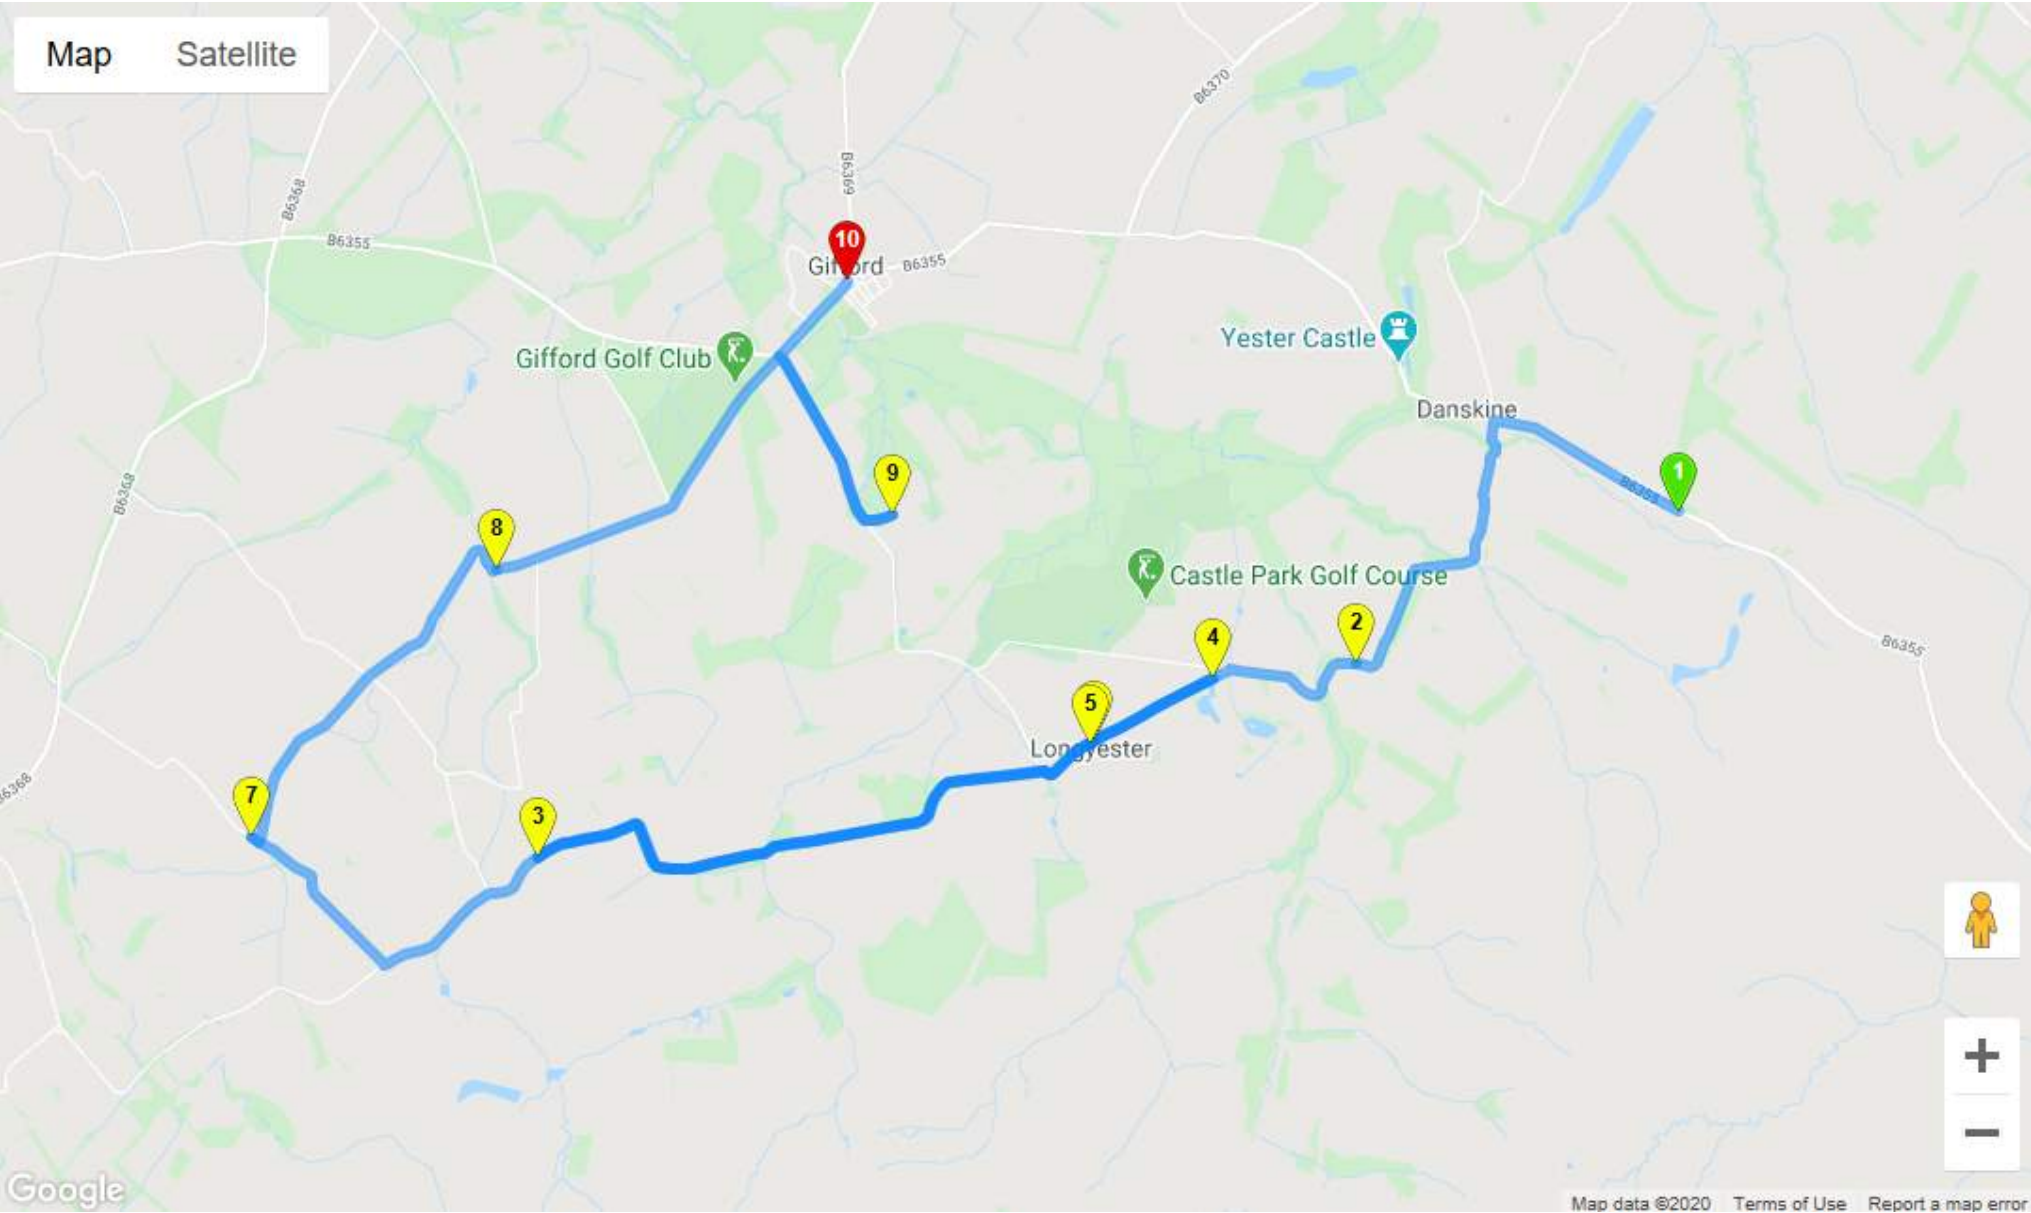 Map Satellite
B6370
B6369
B6368
B6355
10
Gifford B6355
Yester Castle
Gifford Golf Club
Danskine
9
1
B6368
B6355
8
Castle Park Golf Course
2
4
B6355
5
Longyester
B6368
7
3
Google
Map data ©2020 Terms of Use Report a map error